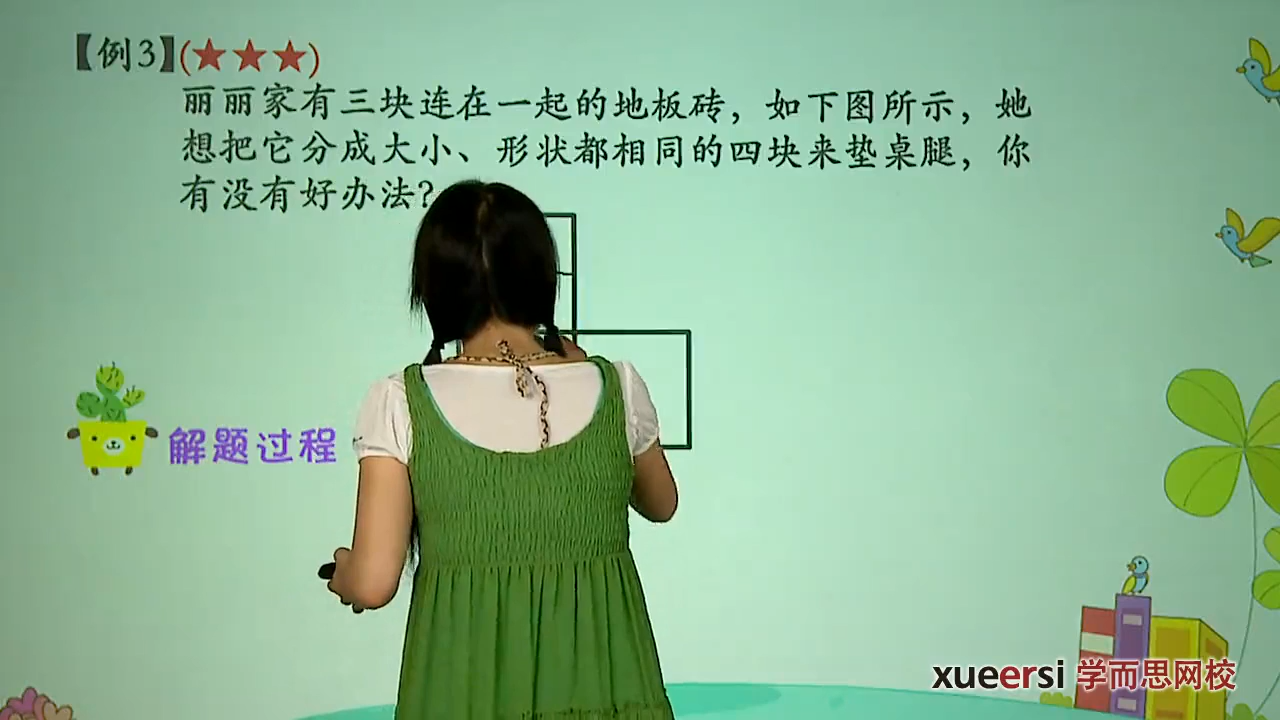 【例3】(★★★)
丽丽家有三块连在一起的地板砖，如下图所示，她
想把它分成大小、形状都相同的四块来垫桌腿，你
有没有好办法?
解题过程
xueersi 学而思网校